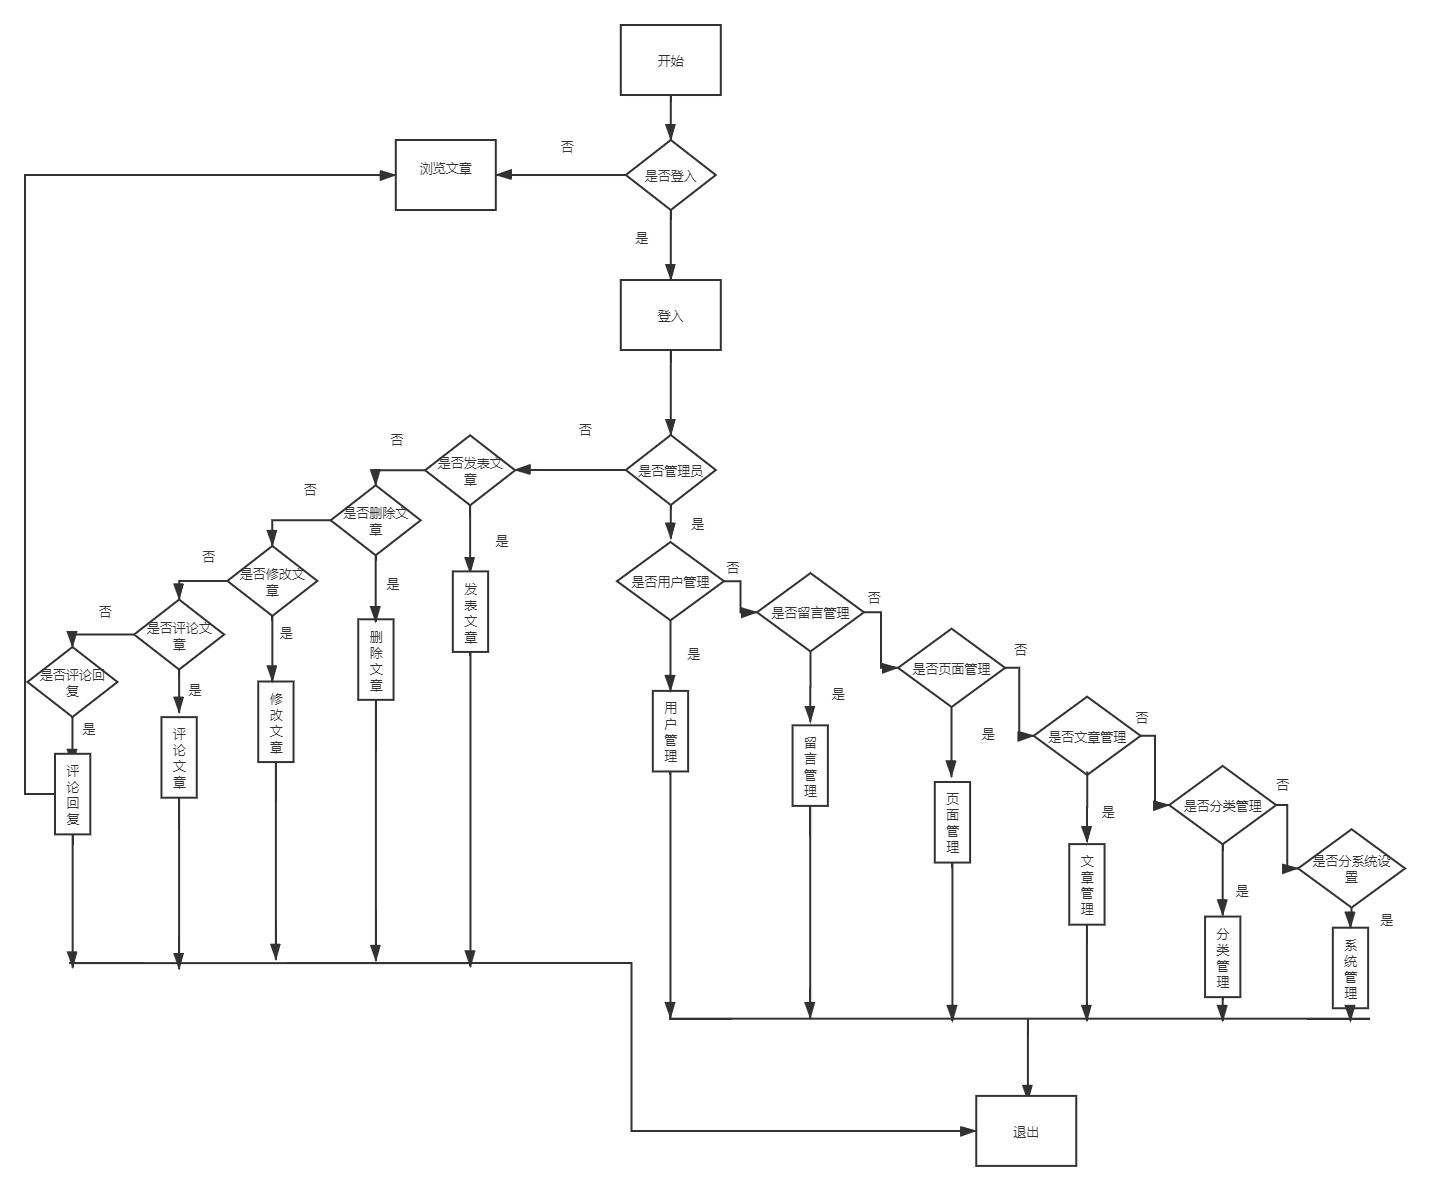 开始
否
浏览文章
是否登入
是
登入
否
否
是否发表文
章
是否管理员
否
是否删除文
章
是
是
否
是否修改文
章
是
发
表
文
章
否
是否用户管理
否
是否留言管理
否
是否评论文
章
是
删
除
文
章
是
否
是否页面管理
是否评论回
复
是
修
改
文
章
用
户
管
理
是
否
是否文章管理
是
评
论
文
章
留
言
管
理
是
评
论
回
复
页
面
管
理
是
否
是否分类管理
文
章
管
理
是
是否分系统设
置
是
分
类
管
理
系
统
管
理
退出